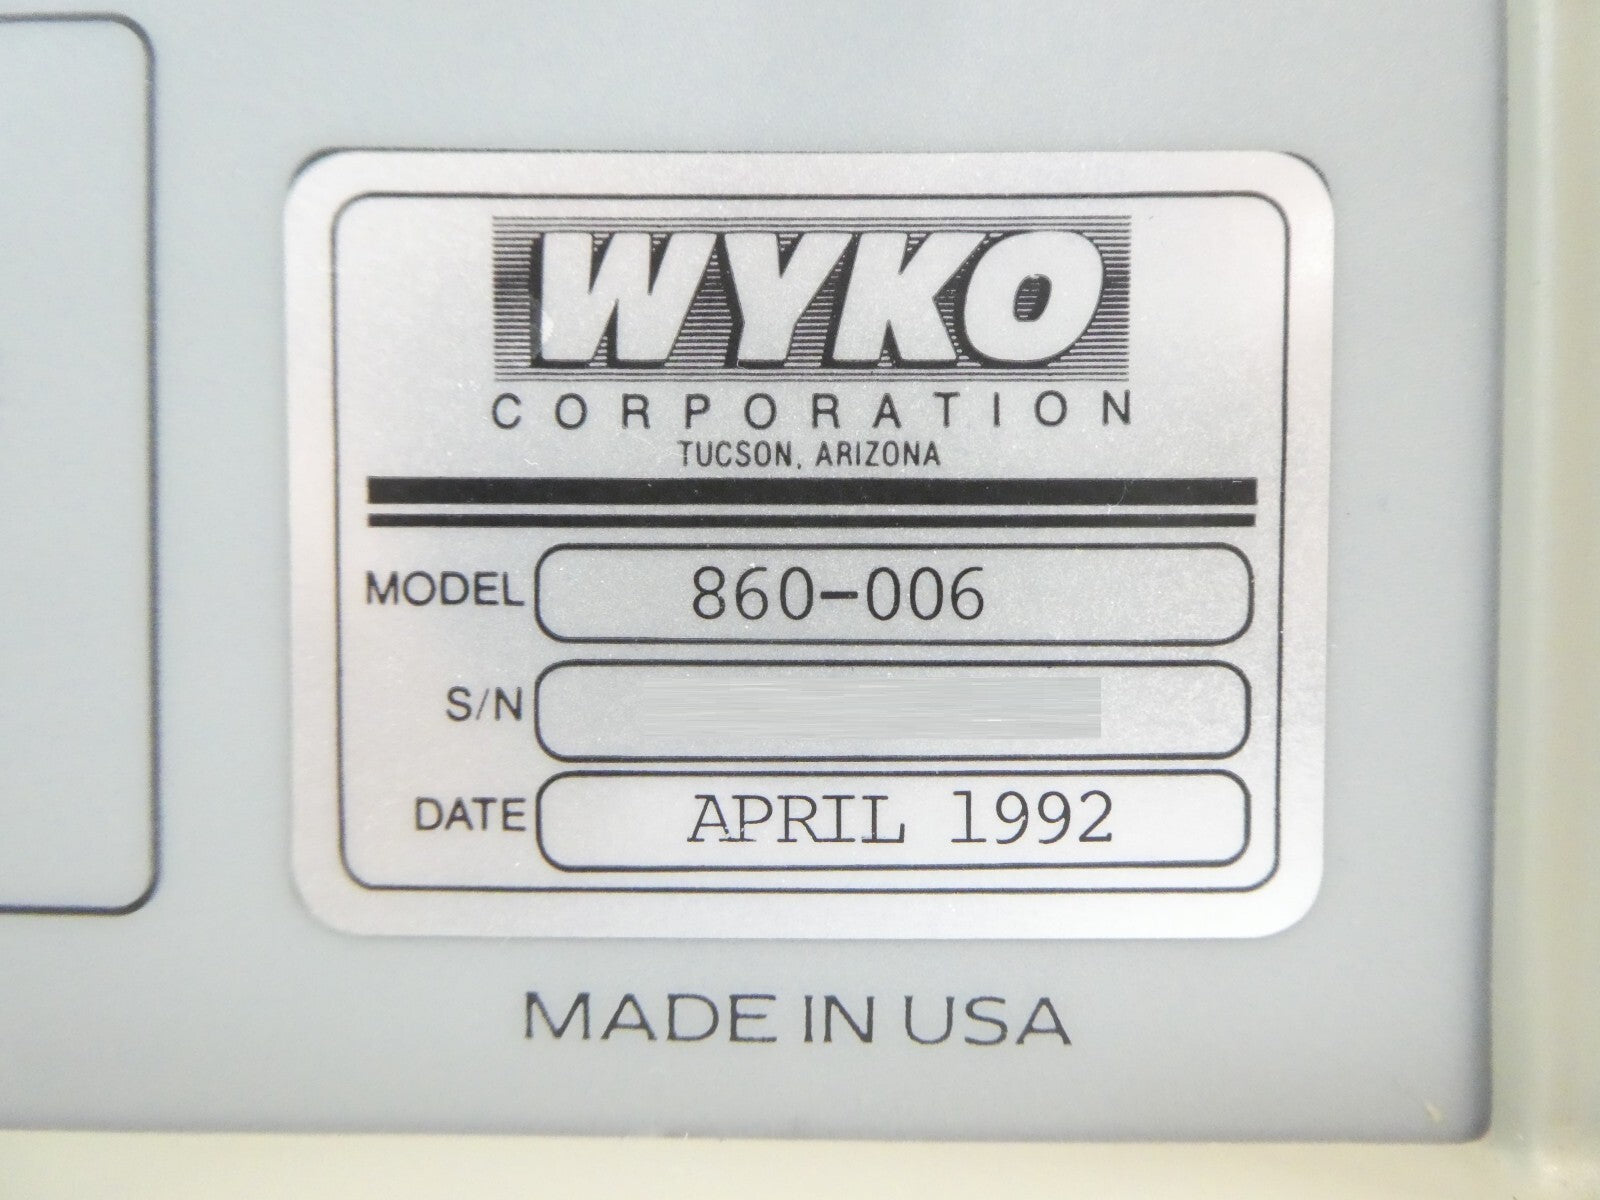 WYKO
CORPORATION
TUCSON, ARIZONA
MODEL 860-006
S/N
DATE APRIL 1992
MADE IN USA